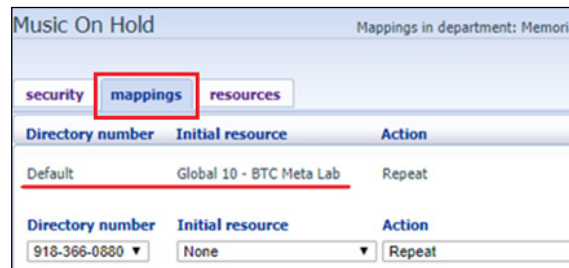 Music On Hold Mappings in department: Memori
security mappings resources
Directory number Initial resource Action
Default Global 10 - BTC Meta Lab Repeat
Directory number Initial resource Action
918-366-0880 None Repeat